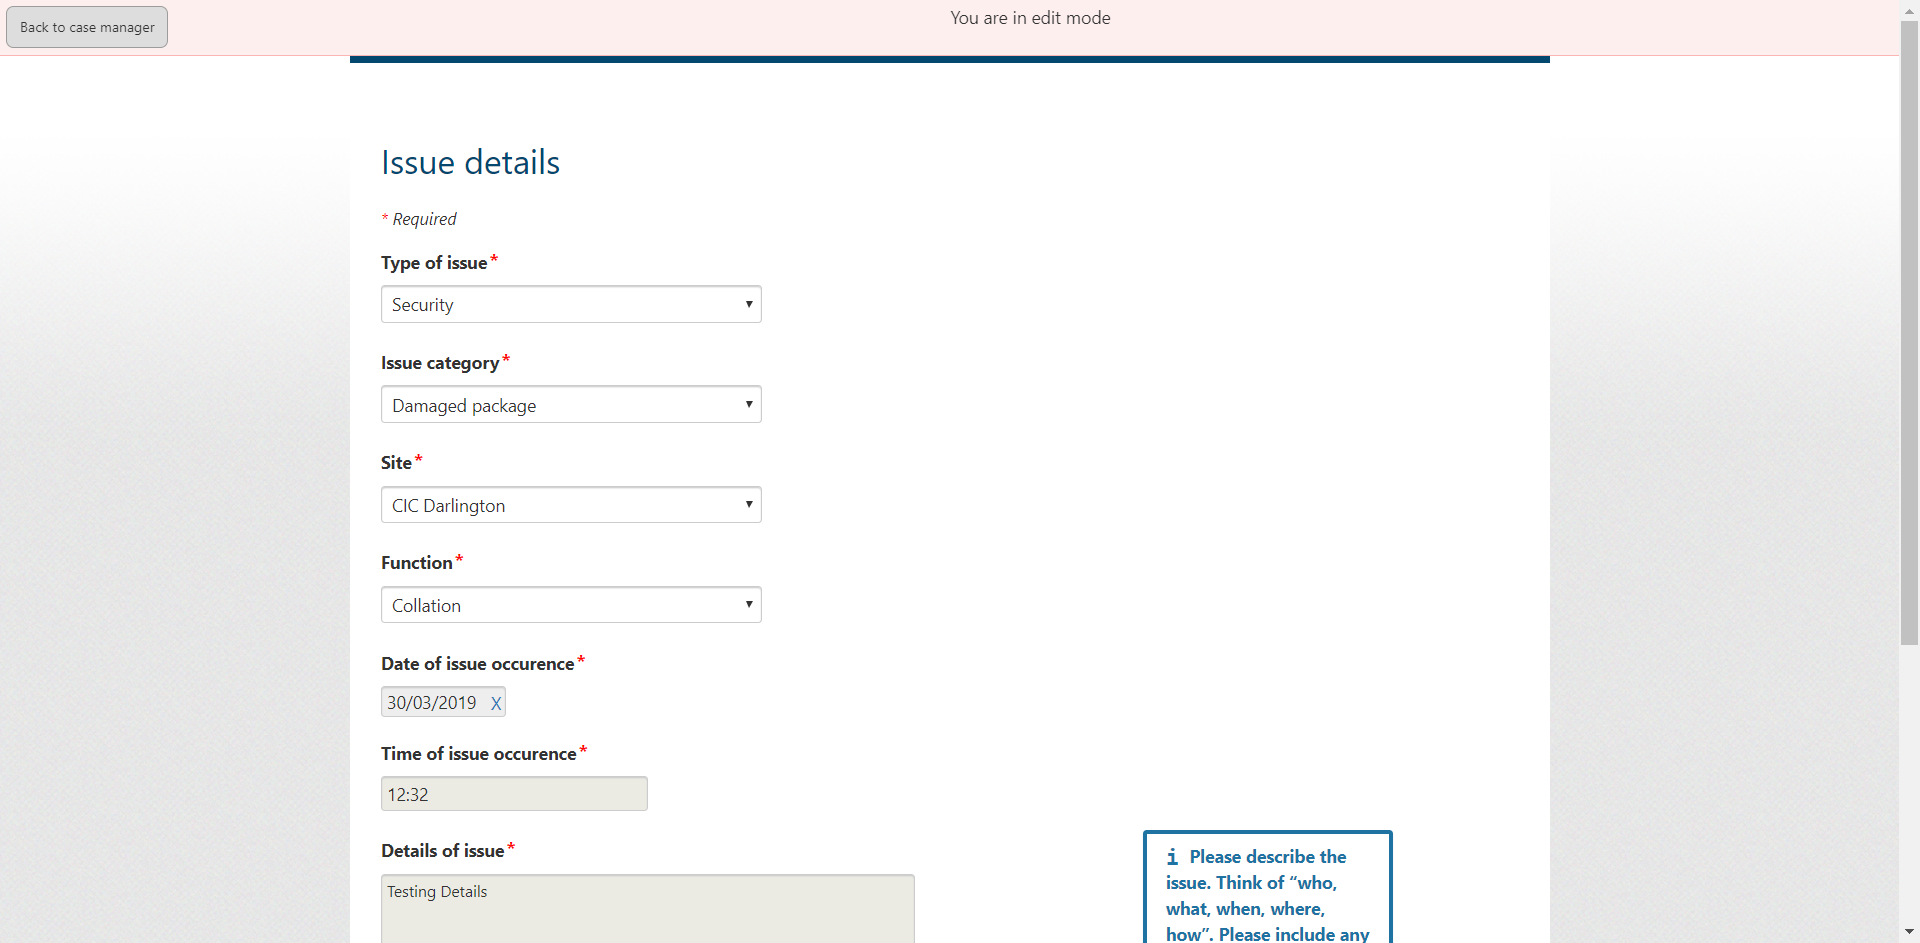 Back to case manager
You are in edit mode
Issue details
* Required
Type of issue*
Security
Issue category*
Damaged package
Site*
CIC Darlington
Function*
Collation
Date of issue occurence*
30/03/2019 X
Time of issue occurence*
12:32
Details of issue*
Testing Details
i Please describe the
issue. Think of “who,
what, when, where,
how”. Please include any